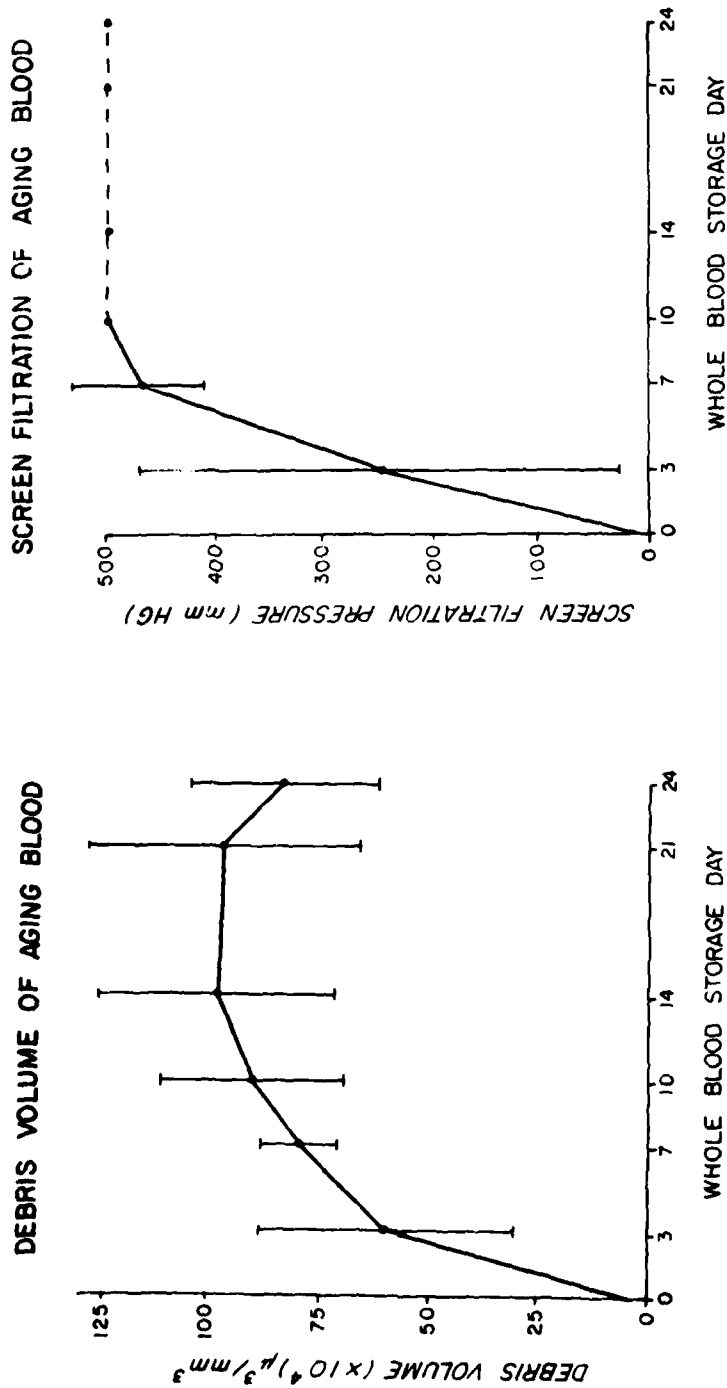 DEBRIS VOLUME OF AGING BLOOD
DEBRIS VOLUME (×10⁴) μ³/mm³
125
100
75
50
25
0
0 3 7 10 14 21 24
WHOLE BLOOD STORAGE DAY
SCREEN FILTRATION OF AGING BLOOD
SCREEN FILTRATION PRESSURE (mm HG)
500
400
300
200
100
0
0 3 7 10 14 21 24
WHOLE BLOOD STORAGE DAY